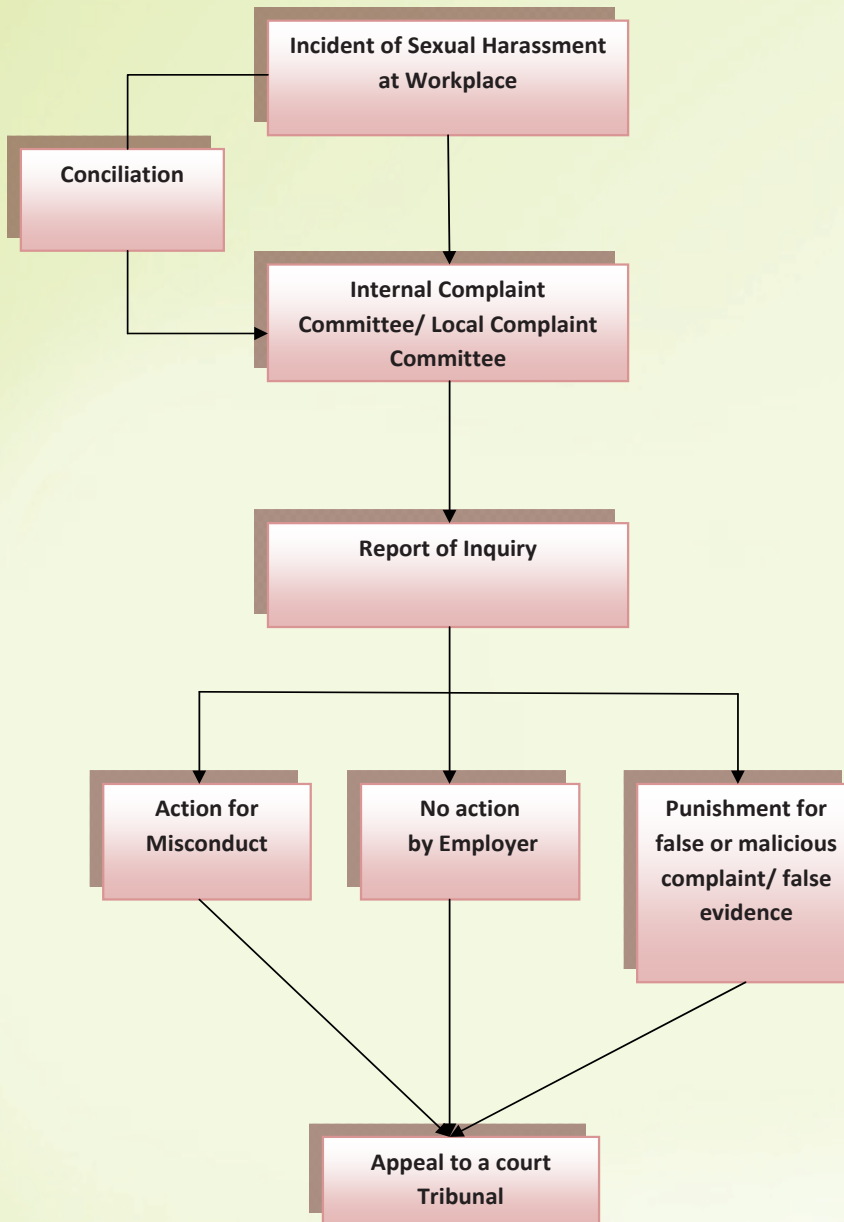 Incident of Sexual Harassment
at Workplace
Conciliation
Internal Complaint
Committee/ Local Complaint
Committee
Report of Inquiry
Action for
Misconduct
No action
by Employer
Punishment for
false or malicious
complaint/ false
evidence
Appeal to a court
Tribunal